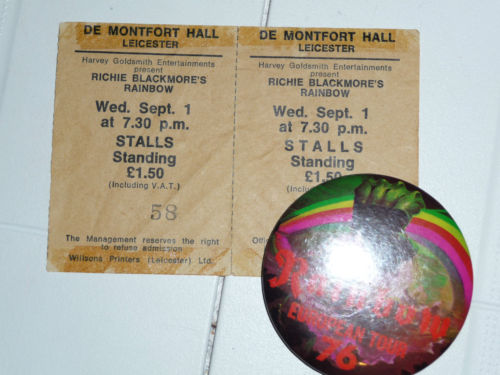 DE MONTFORT HALL
LEICESTER
Harvey Goldsmith Entertainments
present
RICHIE BLACKMORE'S
RAINBOW
Wed. Sept. 1
at 7.30 p.m.
STALLS
Standing
£1.50
(Including V.A.T.)
58
The Management reserves the right
to refuse admission
Willsons Printers (Leicester) Ltd.
DE MONTFORT HALL
LEICESTER
Harvey Goldsmith Entertainments
present
RICHIE BLACKMORE'S
RAINBOW
Wed. Sept. 1
at 7.30 p.m.
STALLS
Standing
£1.50
(Including V.A.T.)
EUROPEAN TOUR
76